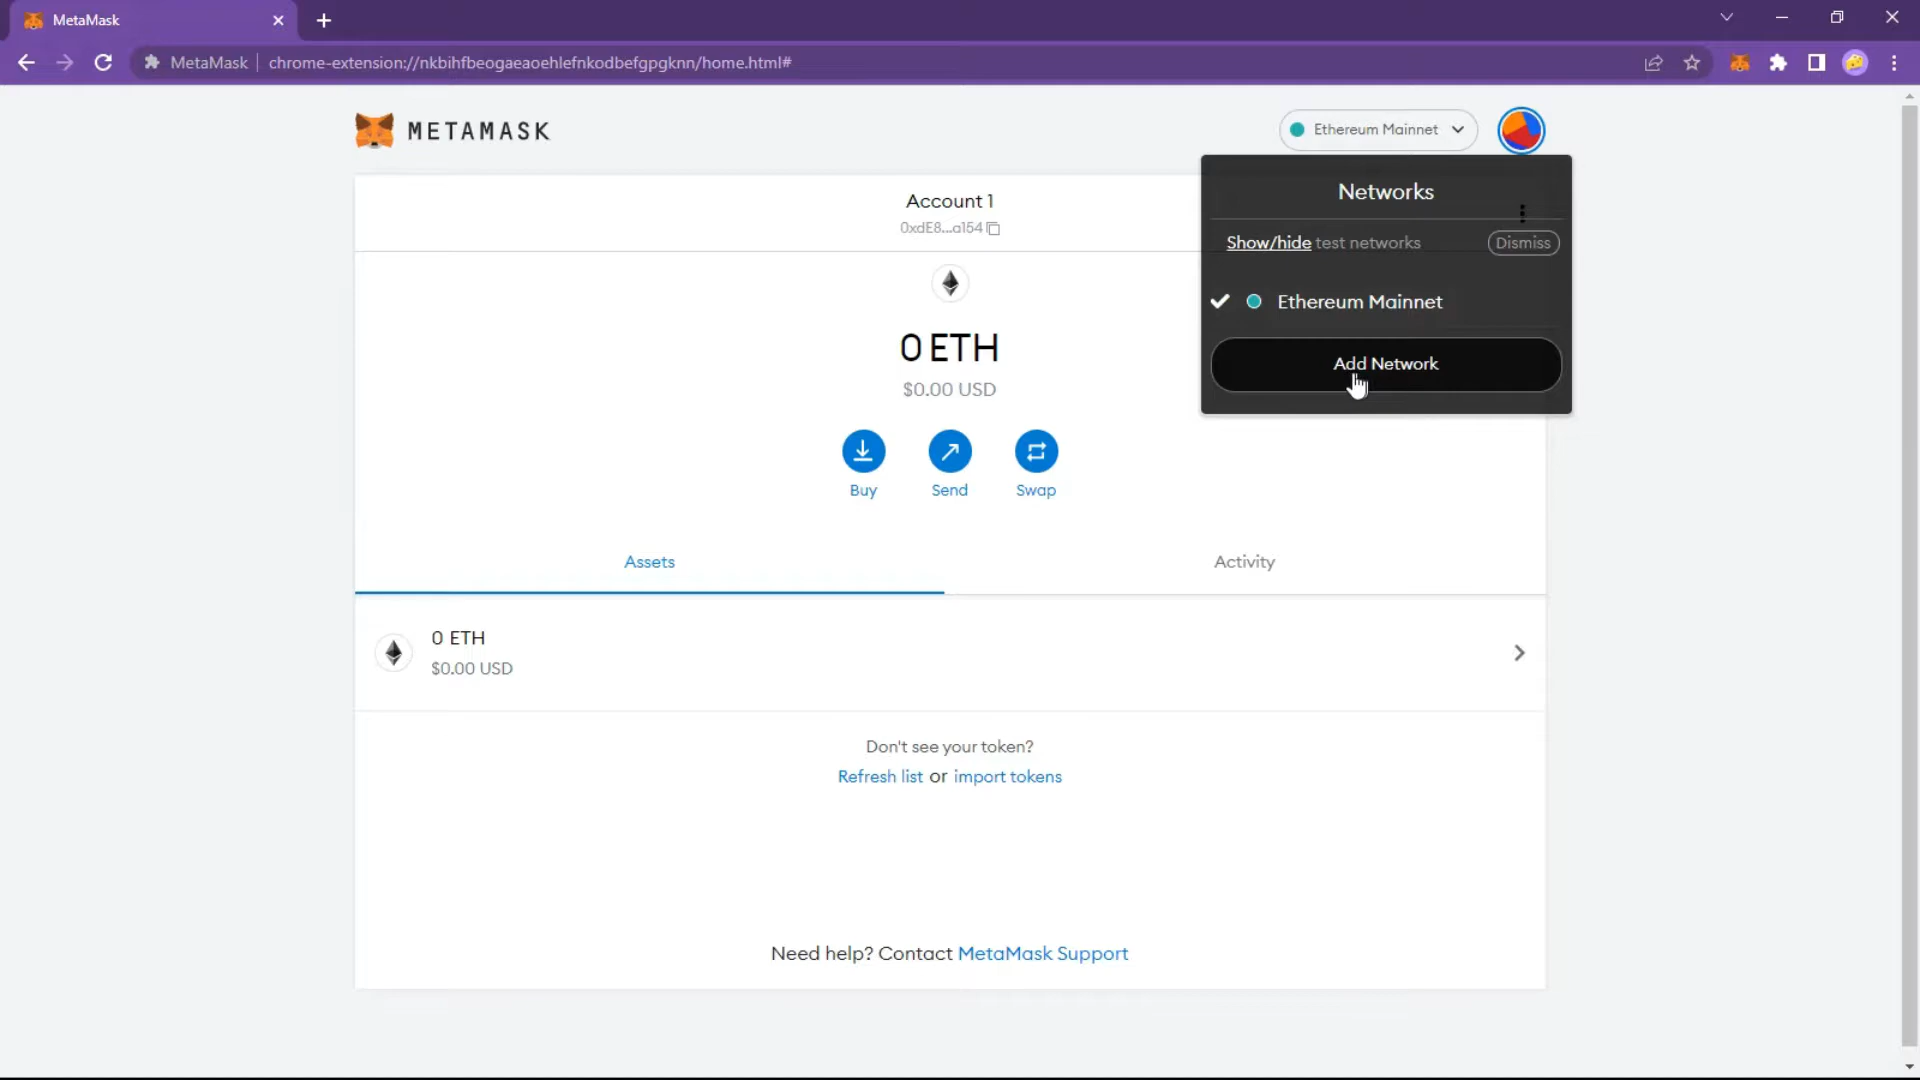 MetaMask
MetaMask
chrome-extension://nkbihfbeogaeaoehlefnkodbefgpgknn/home.html#
METAMASK
Ethereum Mainnet
Networks
Show/hide test networks
Dismiss
Ethereum Mainnet
Add Network
Account 1
0xdE8...a154
0 ETH
$0.00 USD
Buy
Send
Swap
Assets
Activity
0 ETH
$0.00 USD
Don't see your token?
Refresh list or import tokens
Need help? Contact MetaMask Support